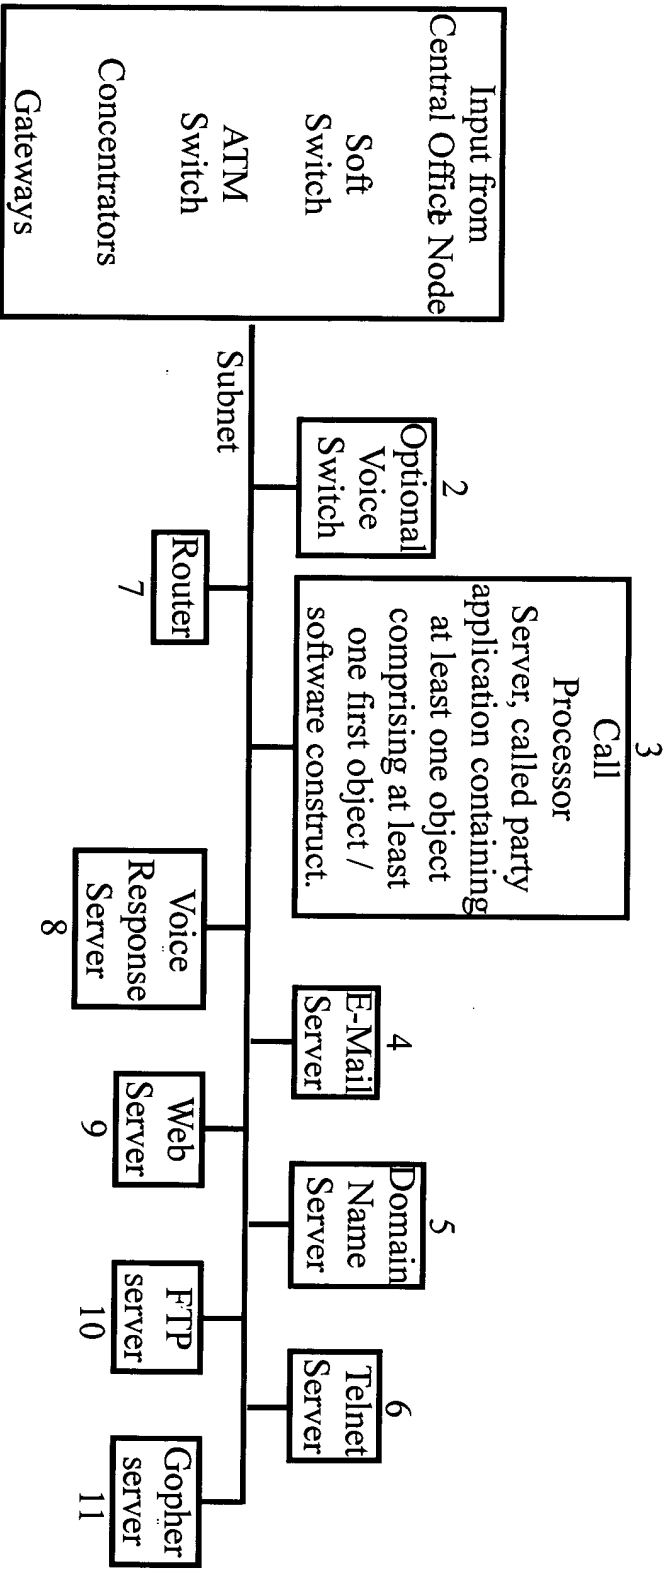 Input from
Central Office Node
Soft
Switch
ATM
Switch
Concentrators
Gateways
Subnet
2
Optional
Voice
Switch
3
Call
Processor
Server, called party
application containing
at least one object
comprising at least
one first object /
software construct.
4
E-Mail
Server
5
Domain
Name
Server
6
Telnet
Server
Router
7
Voice
Response
Server
8
Web
Server
9
FTP
server
10
Gopher
server
11